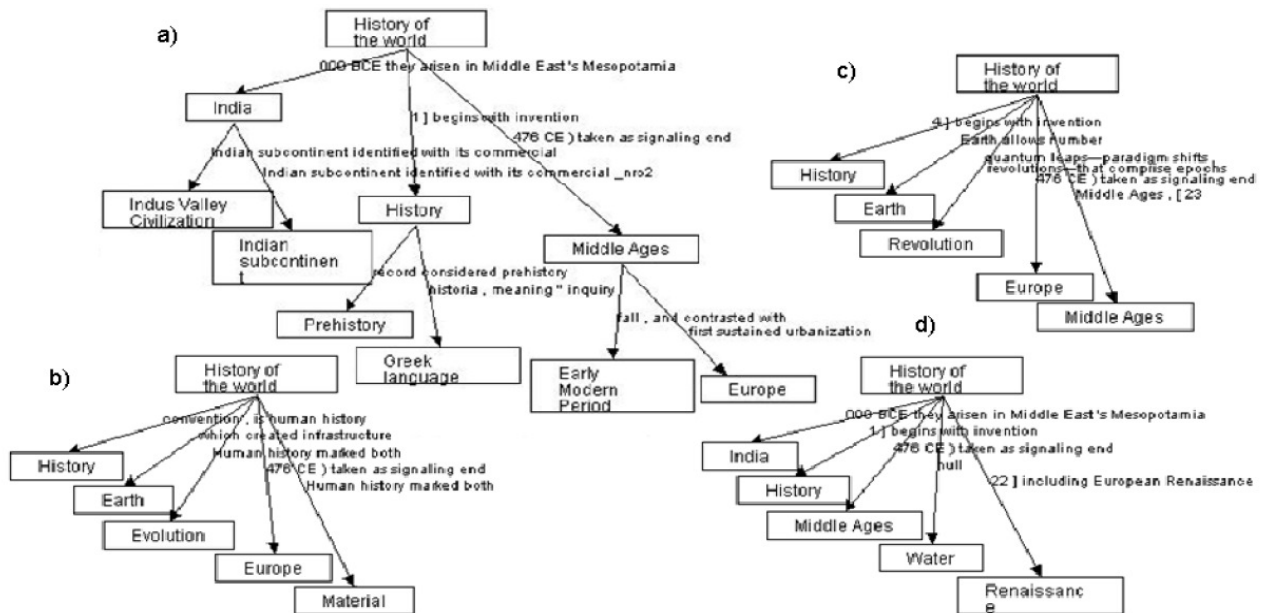 a)
History of
the world
000 BCE they arisen in Middle East's Mesopotamia
India
1 ] begins with invention
476 CE ) taken as signaling end
Indian subcontinent identified with its commercial
Indian subcontinent identified with its commercial _nro2
Indus Valley
Civilization
History
Indian
subcontinen
t
Middle Ages
record considered prehistory
historia , meaning " inquiry
Prehistory
fall , and contrasted with
first sustained urbanization
Greek
language
Early
Modern
Period
Europe
b)
History of
the world
convention , is human history
which created infrastructure
Human history marked both
476 CE ) taken as signaling end
Human history marked both
History
Earth
Evolution
Europe
Material
c)
History of
the world
4 ] begins with invention
Earth allows number
quantum leaps—paradigm shifts,
revolutions—that comprise epochs
476 CE ) taken as signaling end
Middle Ages , [ 23
History
Earth
Revolution
Europe
Middle Ages
d)
History of
the world
000 BCE they arisen in Middle East's Mesopotamia
1 ] begins with invention
476 CE ) taken as signaling end
null
22 ] including European Renaissance
India
History
Middle Ages
Water
Renaissanc
e